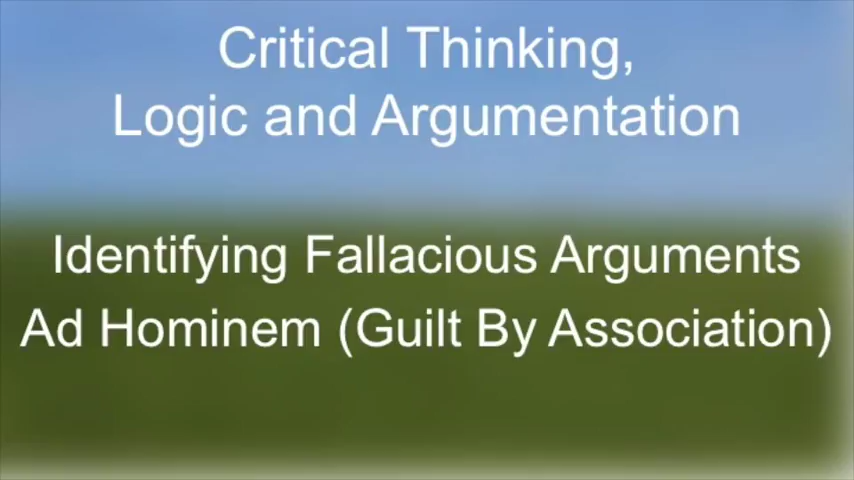 Critical Thinking,
Logic and Argumentation
Identifying Fallacious Arguments
Ad Hominem (Guilt By Association)